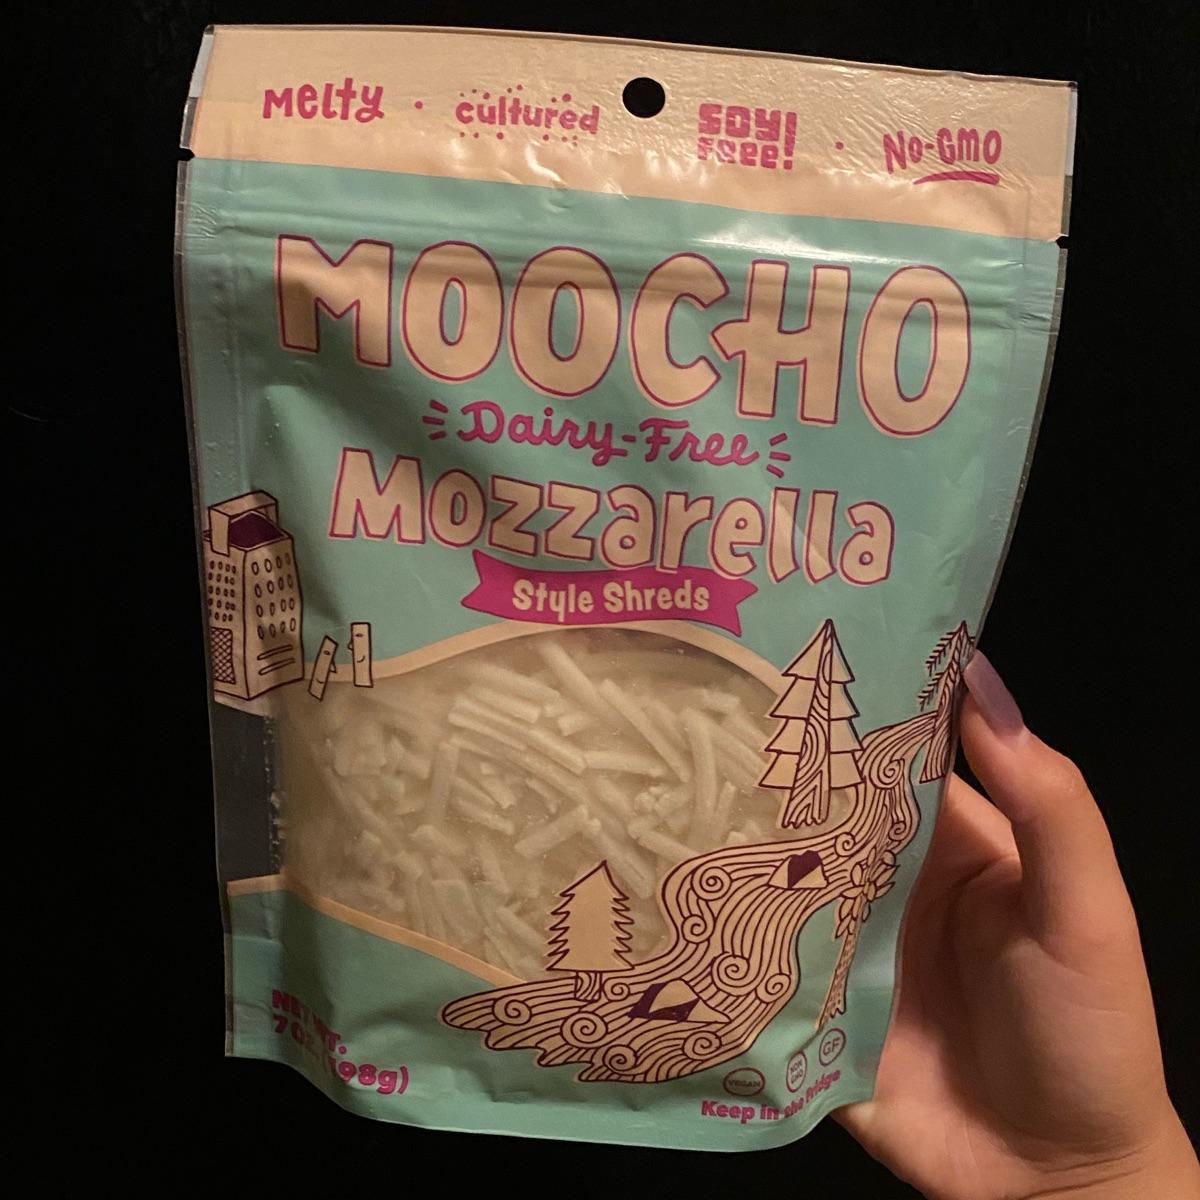 Melty · cultured SOY FREE! · No-GMO
MOOCHO
Dairy-Free
Mozzarella
Style Shreds
NET WT.
7 OZ. (198g)
VEGAN NON GMO GF
Keep in the Fridge